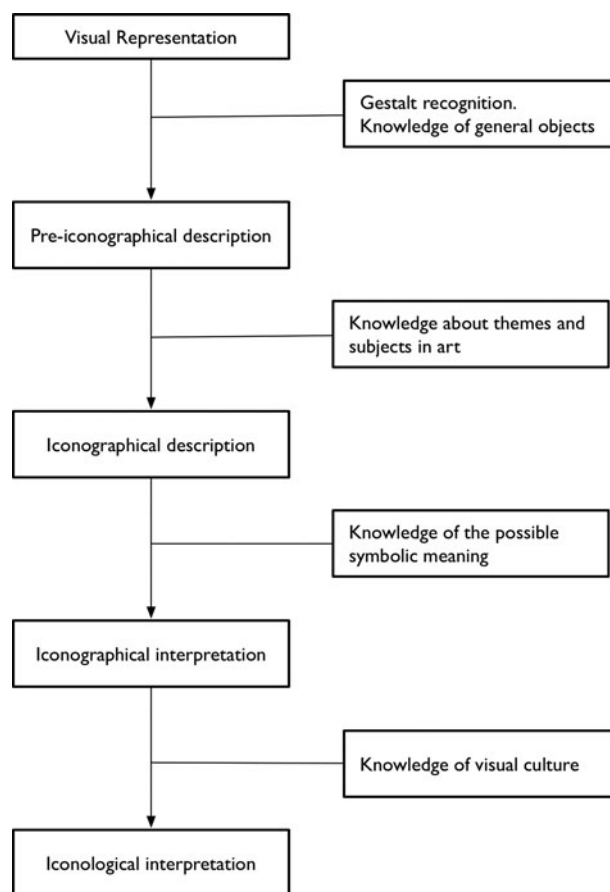 Visual Representation
Gestalt recognition.
Knowledge of general objects
Pre-iconographical description
Knowledge about themes and
subjects in art
Iconographical description
Knowledge of the possible
symbolic meaning
Iconographical interpretation
Knowledge of visual culture
Iconological interpretation